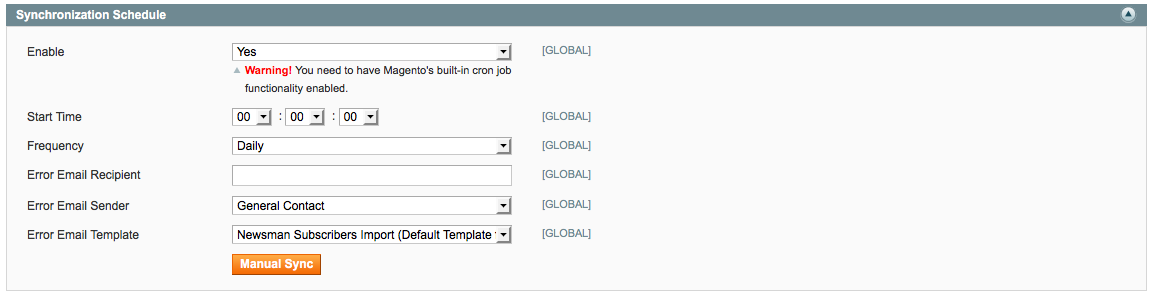 Synchronization Schedule
Enable Yes [GLOBAL]
Warning! You need to have Magento's built-in cron job
functionality enabled.
Start Time 00 : 00 : 00 [GLOBAL]
Frequency Daily [GLOBAL]
Error Email Recipient [GLOBAL]
Error Email Sender General Contact [GLOBAL]
Error Email Template Newsman Subscribers Import (Default Template [GLOBAL]
Manual Sync